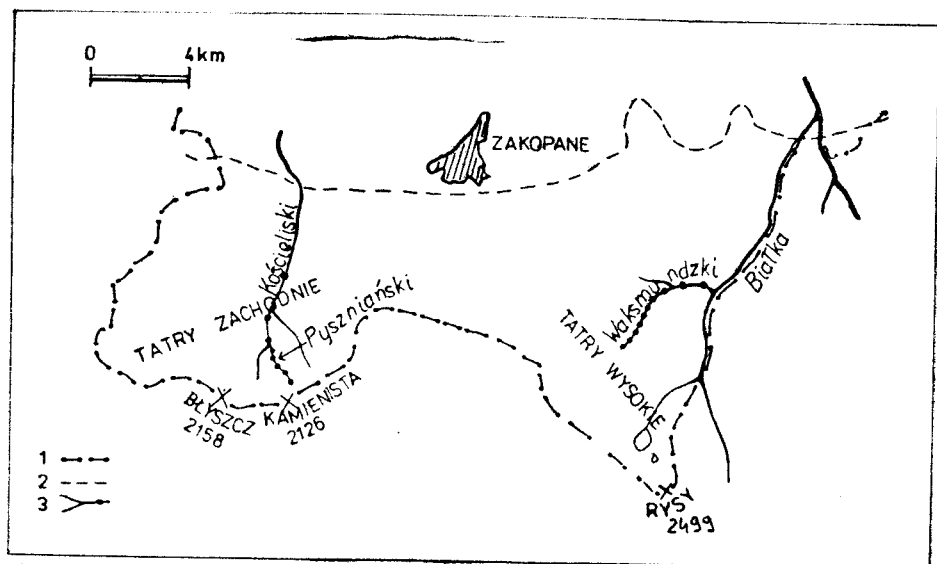 0 4km
ZAKOPANE
Kościeliski
Białka
Waksmundzki
TATRY ZACHODNIE
Pyszniański
TATRY WYSOKIE
BŁYSZCZ
2158
KAMIENISTA
2126
RYSY
2499
1
2
3